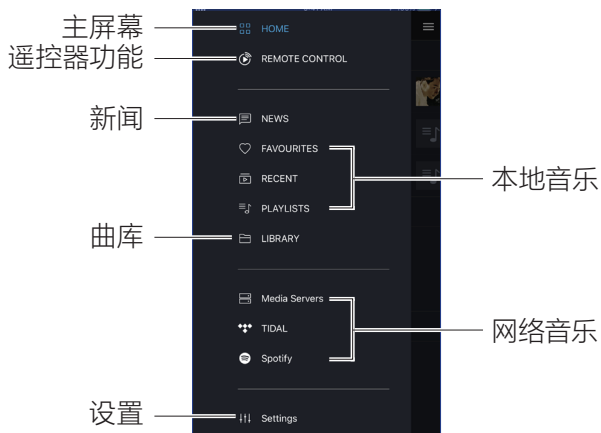 主屏幕
HOME
遥控器功能
REMOTE CONTROL
新闻
NEWS
FAVOURITES
RECENT
本地音乐
PLAYLISTS
曲库
LIBRARY
Media Servers
TIDAL
网络音乐
Spotify
设置
Settings